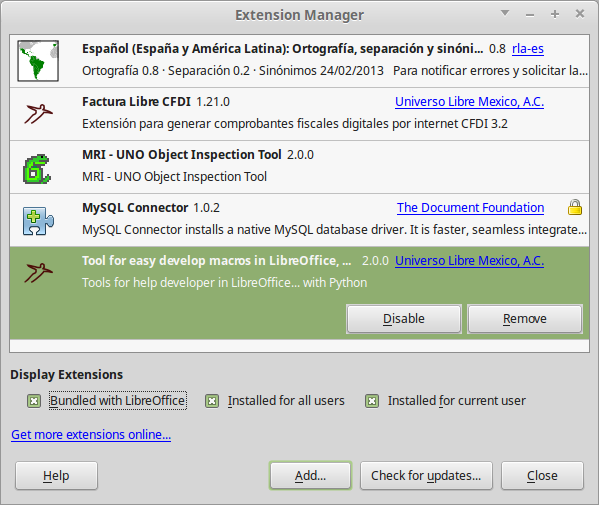 Extension Manager
Español (España y América Latina): Ortografía, separación y sinóni... 0.8 rla-es
Ortografía 0.8 · Separación 0.2 · Sinónimos 24/02/2013 Para notificar errores y solicitar la...
Factura Libre CFDI 1.21.0 Universo Libre Mexico, A.C.
Extensión para generar comprobantes fiscales digitales por internet CFDI 3.2
MRI - UNO Object Inspection Tool 2.0.0
MRI - UNO Object Inspection Tool
MySQL Connector 1.0.2 The Document Foundation
MySQL Connector installs a native MySQL database driver. It is faster, seamless integrate...
Tool for easy develop macros in LibreOffice, ... 2.0.0 Universo Libre Mexico, A.C.
Tools for help developer in LibreOffice... with Python
Disable Remove
Display Extensions
Bundled with LibreOffice Installed for all users Installed for current user
Get more extensions online...
Help Add... Check for updates... Close